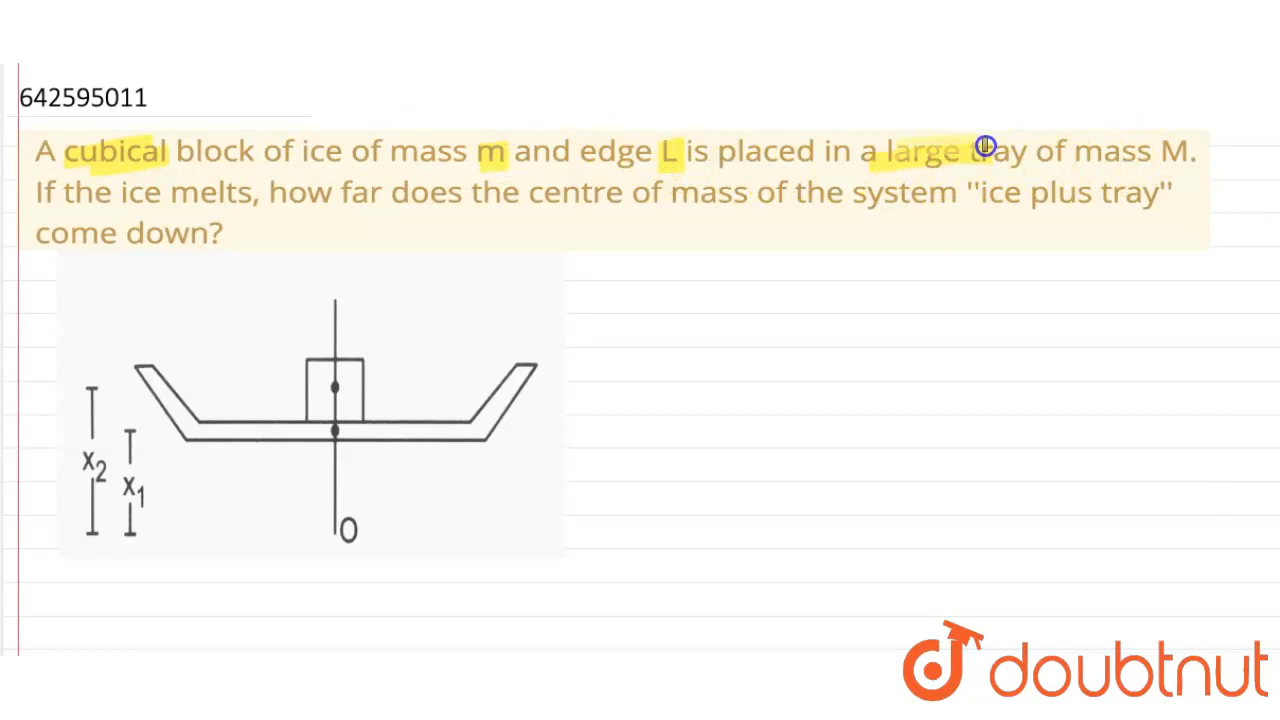 642595011
A cubical block of ice of mass m and edge L is placed in a large tray of mass M.
If the ice melts, how far does the centre of mass of the system ''ice plus tray''
come down?
x2
x1
O
doubtnut